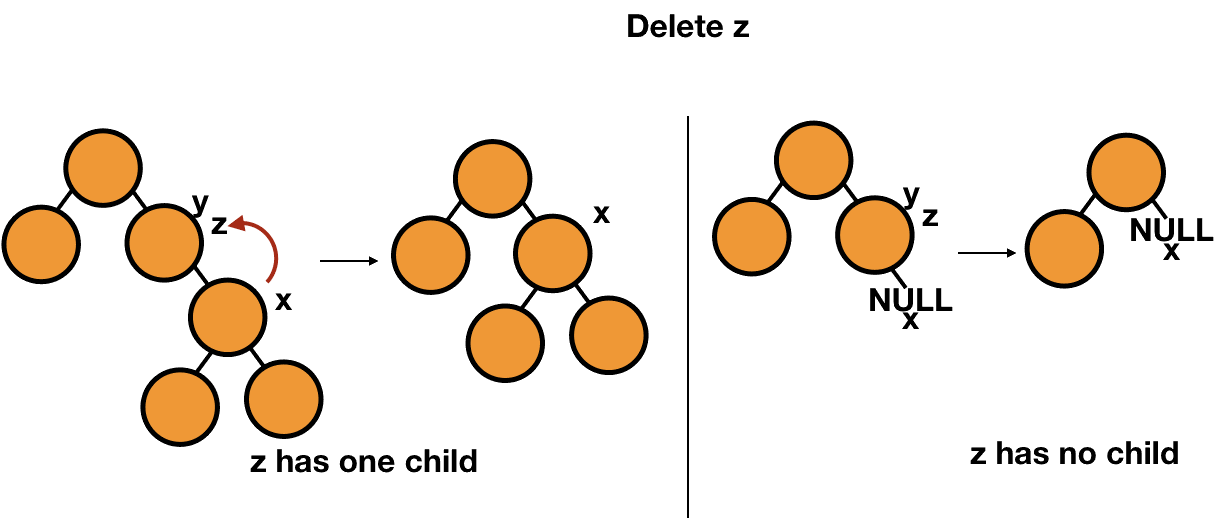 Delete z
y
z
x
x
z has one child
y
z
NULL
x
NULL
x
z has no child